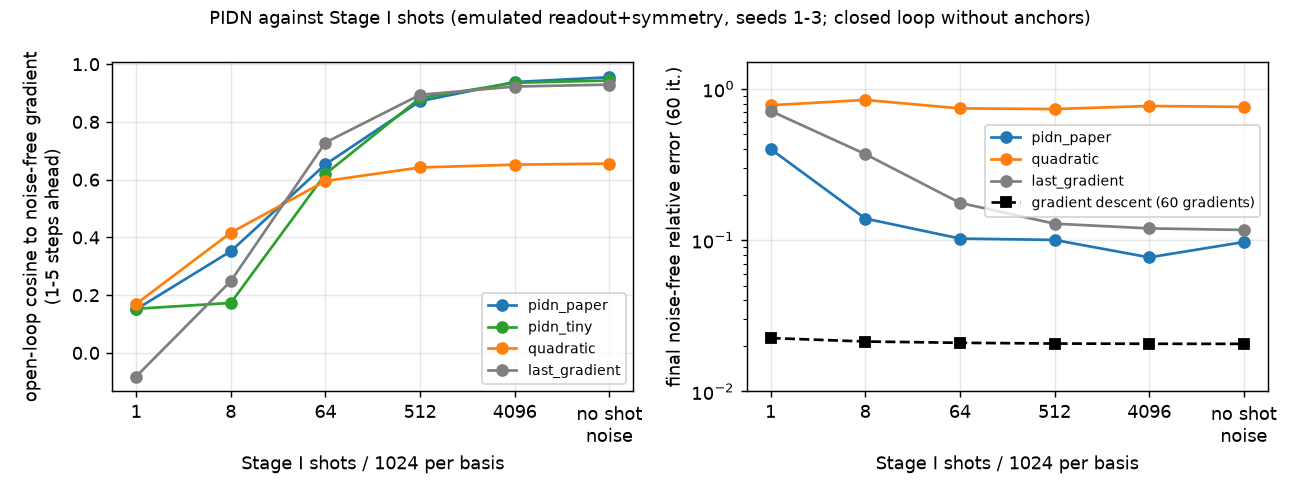 PIDN against Stage I shots (emulated readout+symmetry, seeds 1-3; closed loop without anchors)
open-loop cosine to noise-free gradient
(1-15 steps ahead)
1.0
0.8
0.6
0.4
0.2
0.0
pidn_paper
pidn_tiny
quadratic
last_gradient
1
8
64
512
4096
no shot
noise
Stage I shots / 1024 per basis
final noise-free relative error (60 it.)
10⁰
10⁻¹
10⁻²
pidn_paper
quadratic
last_gradient
gradient descent (60 gradients)
1
8
64
512
4096
no shot
noise
Stage I shots / 1024 per basis